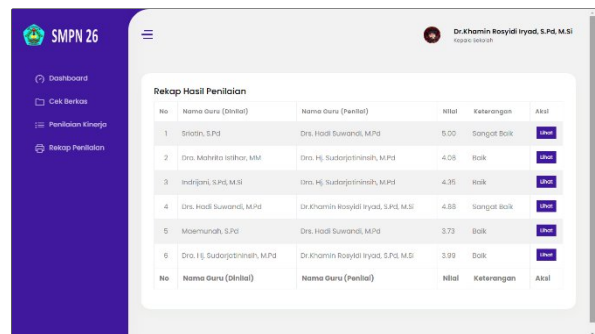 SMPN 26
Dr.Khamin Rosyidi Iryad, S.Pd, M.Si
Kepala Sekolah
Dashboard
Cek Berkas
Penilaian Kinerja
Rekap Penilaian
Rekap Hasil Penilaian
No Nama Guru (Dinilai) Nama Guru (Penilai) Nilai Keterangan Aksi
1 Sriatin, S.Pd Drs. Hadi Suwandi, M.Pd 5.00 Sangat Baik Lihat
2 Dra. Mahrita Istihar, MM Dra. Hj. Sudarjatininsih, M.Pd 4.08 Baik Lihat
3 Indrijani, S.Pd, M.Si Dra. Hj. Sudarjatininsih, M.Pd 4.35 Baik Lihat
4 Drs. Hadi Suwandi, M.Pd Dr.Khamin Rosyidi Iryad, S.Pd, M.Si 4.88 Sangat Baik Lihat
5 Maemunah, S.Pd Drs. Hadi Suwandi, M.Pd 3.73 Baik Lihat
6 Dra. Hj. Sudarjatininsih, M.Pd Dr.Khamin Rosyidi Iryad, S.Pd, M.Si 3.99 Baik Lihat
No Nama Guru (Dinilai) Nama Guru (Penilai) Nilai Keterangan Aksi